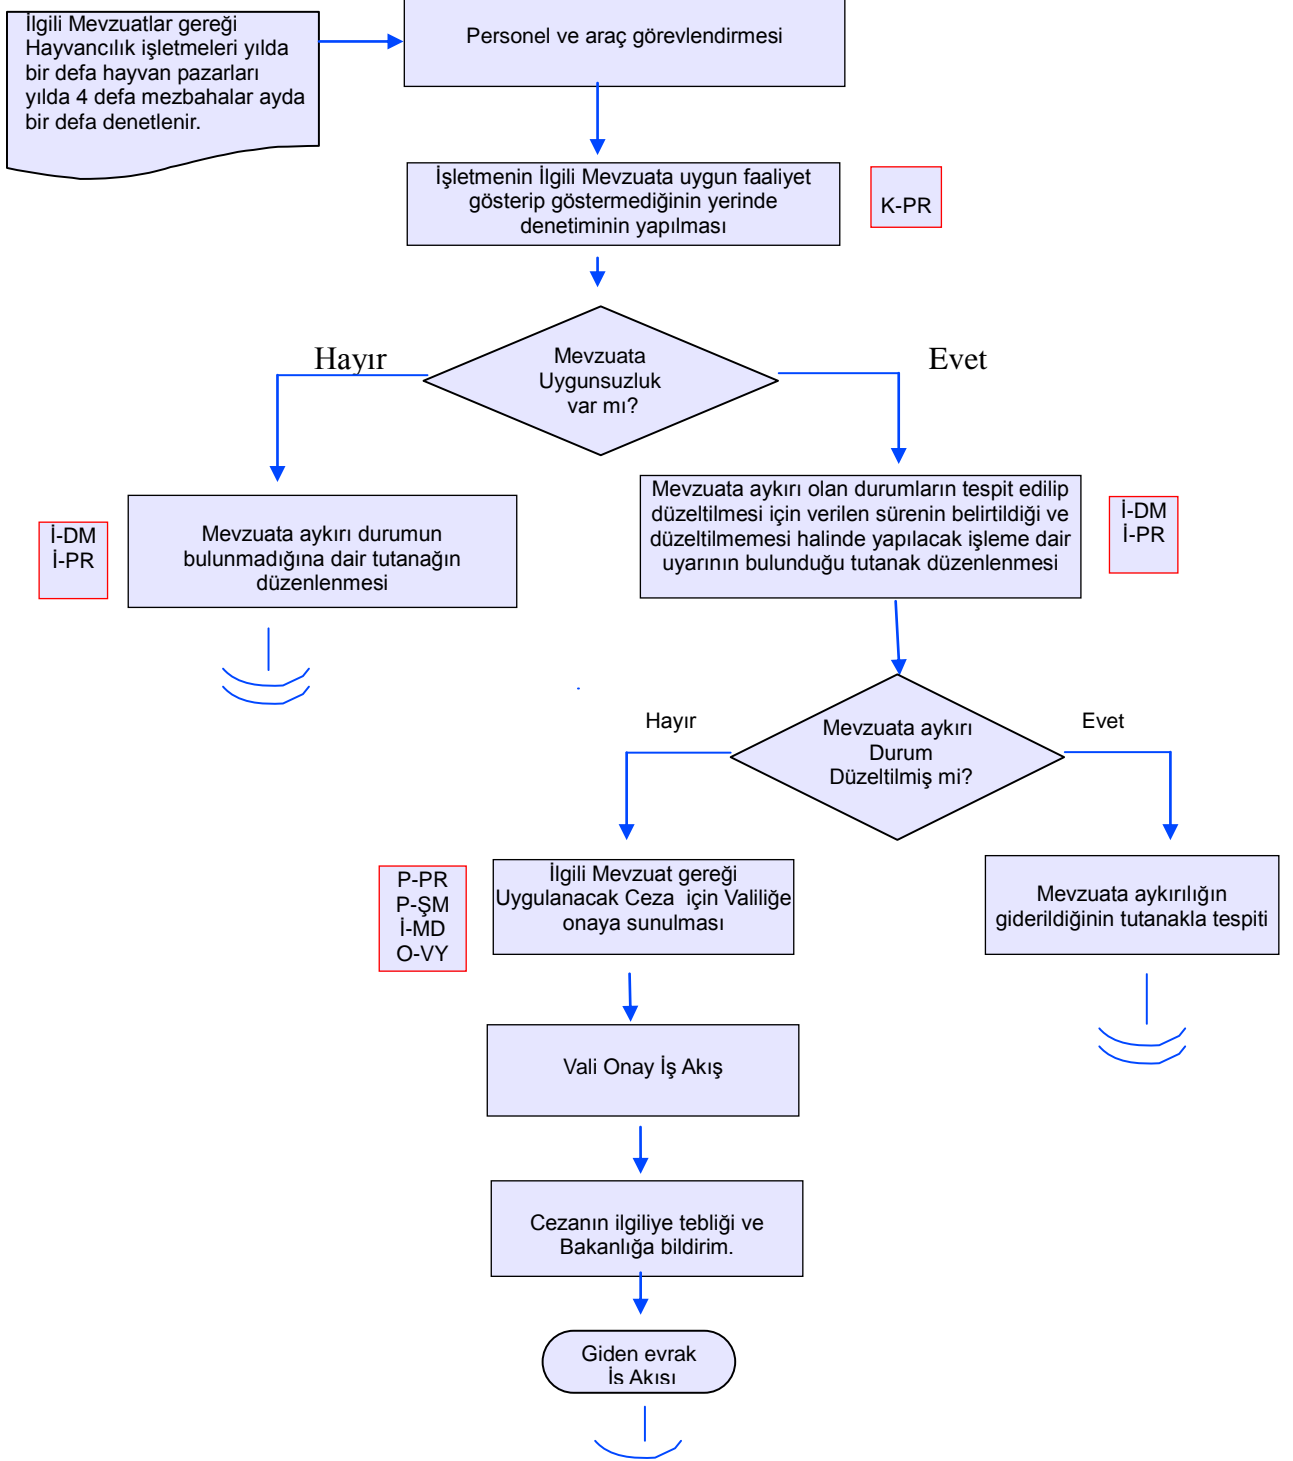 İlgili Mevzuatlar gereği
Hayvancılık işletmeleri yılda
bir defa hayvan pazarları
yılda 4 defa mezbahalar ayda
bir defa denetlenir.
Personel ve araç görevlendirmesi
İşletmenin İlgili Mevzuata uygun faaliyet
gösterip göstermediğinin yerinde
denetiminin yapılması
K-PR
Mevzuata
Uygunsuzluk
var mı?
Hayır
Evet
Mevzuata aykırı durumun
bulunmadığına dair tutanağın
düzenlenmesi
İ-DM
İ-PR
Mevzuata aykırı olan durumların tespit edilip
düzeltilmesi için verilen sürenin belirtildiği ve
düzeltilmemesi halinde yapılacak işleme dair
uyarının bulunduğu tutanak düzenlenmesi
İ-DM
İ-PR
Mevzuata aykırı
Durum
Düzeltilmiş mi?
Hayır
Evet
P-PR
P-ŞM
İ-MD
O-VY
İlgili Mevzuat gereği
Uygulanacak Ceza için Valiliğe
onaya sunulması
Mevzuata aykırılığın
giderildiğinin tutanakla tespiti
Vali Onay İş Akış
Cezanın ilgiliye tebliği ve
Bakanlığa bildirim.
Giden evrak
İş Akışı